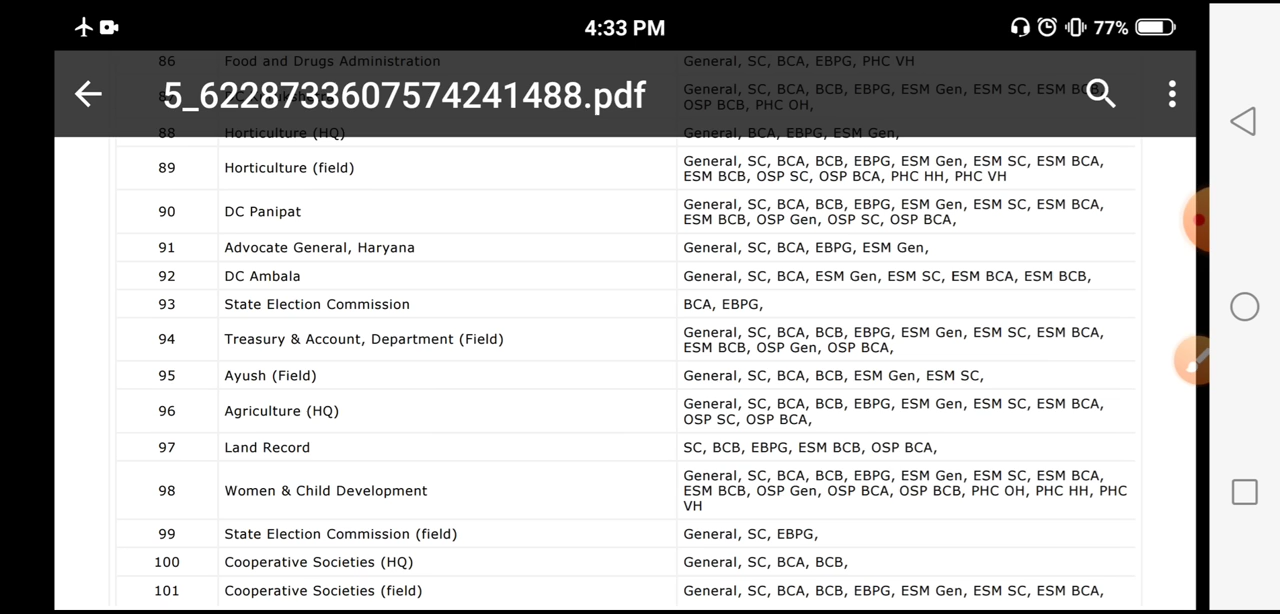 4:33 PM
77%
86 Food and Drugs Administration General, SC, BCA, EBPG, PHC VH
5_6228733607574241488.pdf
General, SC, BCA, BCB, EBPG, ESM Gen, ESM SC, ESM BCB,
OSP BCB, PHC OH,
88 Horticulture (HQ) General, BCA, EBPG, ESM Gen,
89 Horticulture (field) General, SC, BCA, BCB, EBPG, ESM Gen, ESM SC, ESM BCA,
ESM BCB, OSP SC, OSP BCA, PHC HH, PHC VH
90 DC Panipat General, SC, BCA, BCB, EBPG, ESM Gen, ESM SC, ESM BCA,
ESM BCB, OSP Gen, OSP SC, OSP BCA,
91 Advocate General, Haryana General, SC, BCA, EBPG, ESM Gen,
92 DC Ambala General, SC, BCA, ESM Gen, ESM SC, ESM BCA, ESM BCB,
93 State Election Commission BCA, EBPG,
94 Treasury & Account, Department (Field) General, SC, BCA, BCB, EBPG, ESM Gen, ESM SC, ESM BCA,
ESM BCB, OSP Gen, OSP BCA,
95 Ayush (Field) General, SC, BCA, BCB, ESM Gen, ESM SC,
96 Agriculture (HQ) General, SC, BCA, BCB, EBPG, ESM Gen, ESM SC, ESM BCA,
OSP SC, OSP BCA,
97 Land Record SC, BCB, EBPG, ESM BCB, OSP BCA,
98 Women & Child Development General, SC, BCA, BCB, EBPG, ESM Gen, ESM SC, ESM BCA,
ESM BCB, OSP Gen, OSP BCA, OSP BCB, PHC OH, PHC HH, PHC
VH
99 State Election Commission (field) General, SC, EBPG,
100 Cooperative Societies (HQ) General, SC, BCA, BCB,
101 Cooperative Societies (field) General, SC, BCA, BCB, EBPG, ESM Gen, ESM SC, ESM BCA,